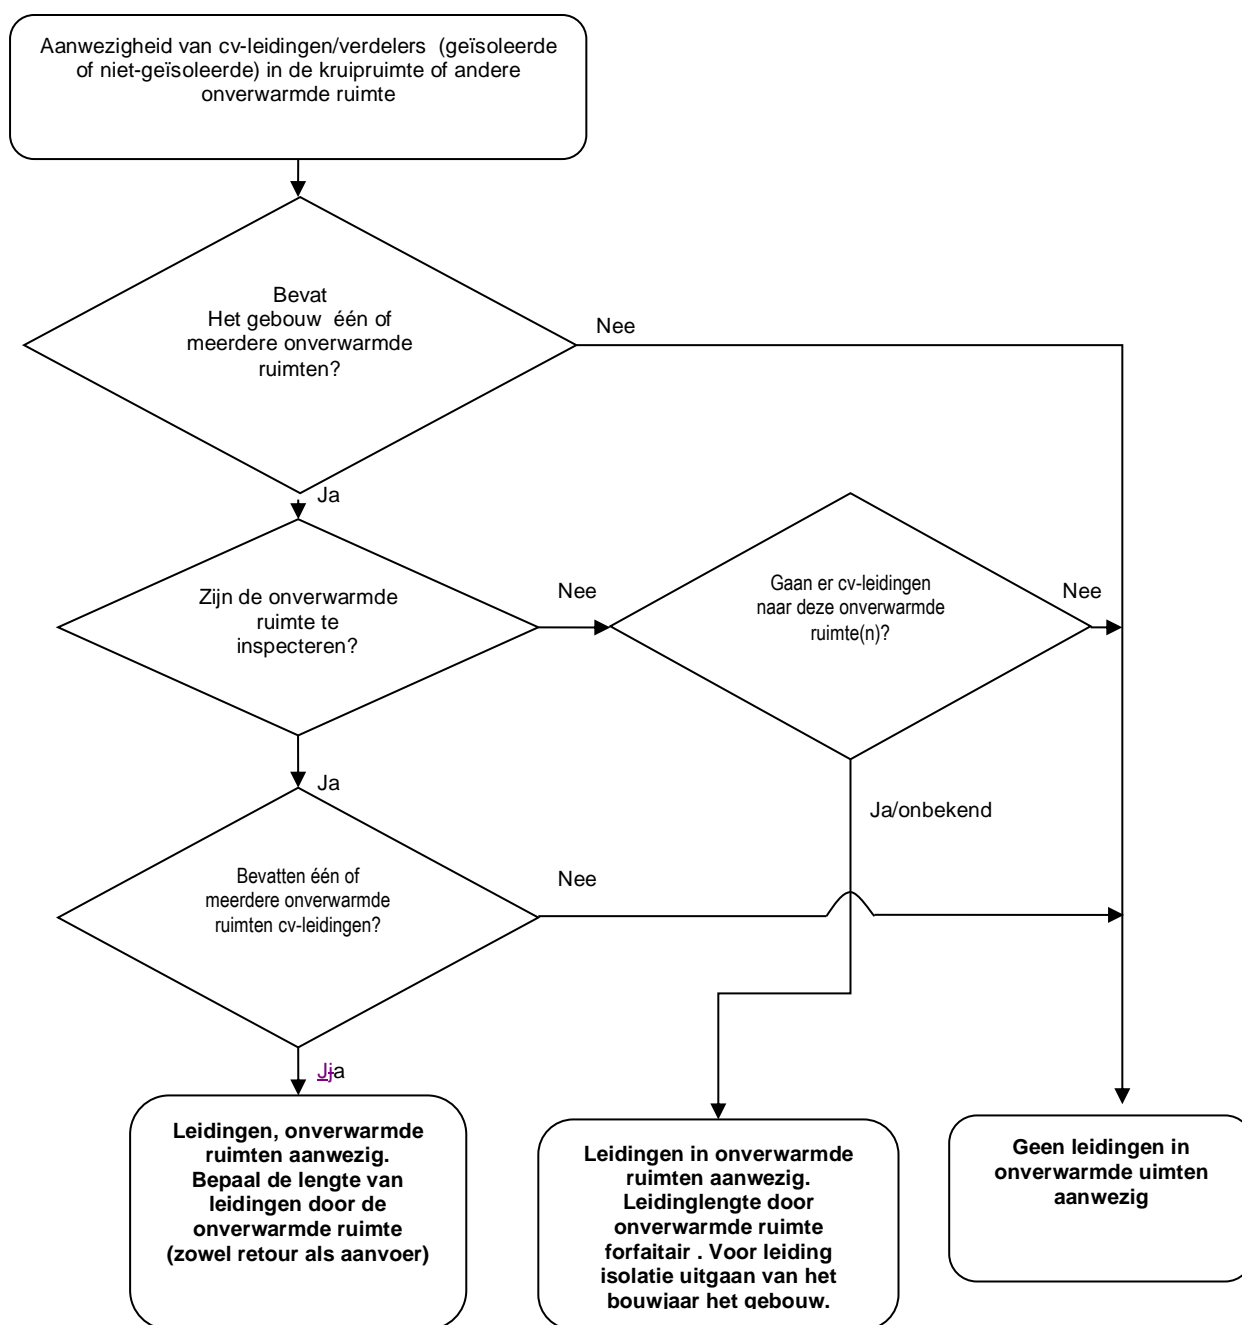 Aanwezigheid van cv-leidingen/verdelers (geïsoleerde
of niet-geïsoleerde) in de kruipruimte of andere
onverwarmde ruimte
Bevat
Het gebouw één of
meerdere onverwarmde
ruimten?
Nee
Ja
Zijn de onverwarmde
ruimte te
inspecteren?
Nee
Gaan er cv-leidingen
naar deze onverwarmde
ruimte(n)?
Nee
Ja
Ja/onbekend
Bevatten één of
meerdere onverwarmde
ruimten cv-leidingen?
Nee
Jja
Leidingen, onverwarmde
ruimten aanwezig.
Bepaal de lengte van
leidingen door de
onverwarmde ruimte
(zowel retour als aanvoer)
Leidingen in onverwarmde
ruimten aanwezig.
Leidinglengte door
onverwarmde ruimte
forfaitair . Voor leiding
isolatie uitgaan van het
bouwjaar het gebouw.
Geen leidingen in
onverwarmde uimten
aanwezig